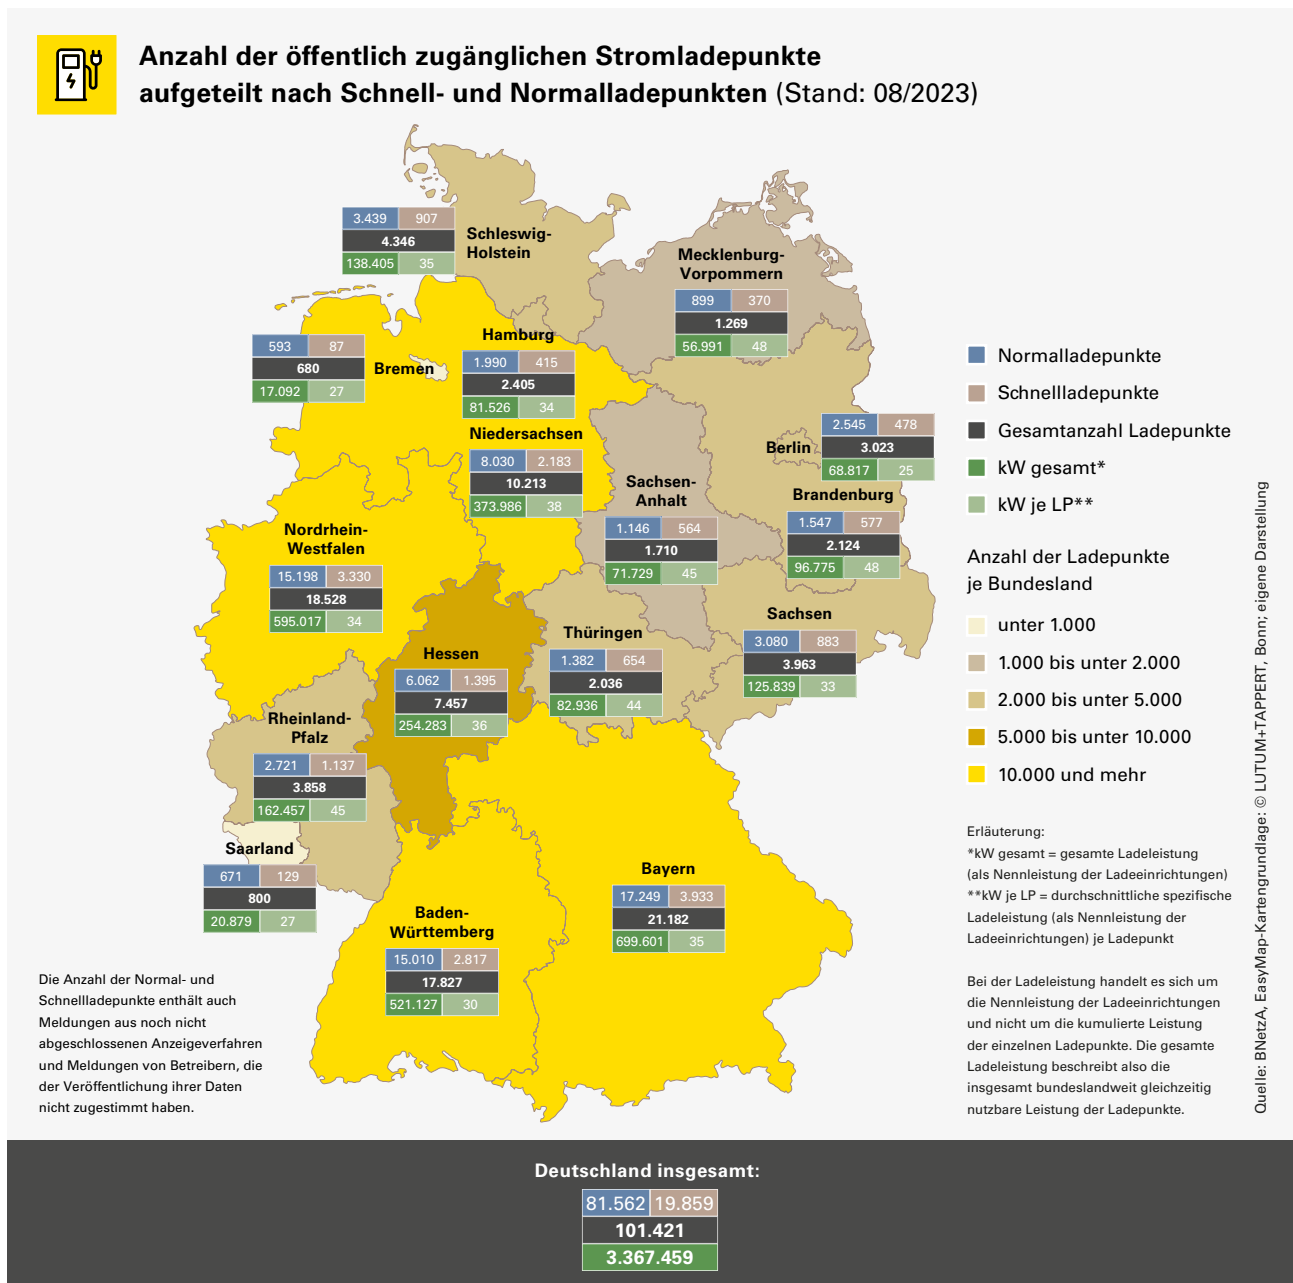 Anzahl der öffentlich zugänglichen Stromladepunkte
aufgeteilt nach Schnell- und Normalladepunkten (Stand: 08/2023)
3.439 907
4.346
138.405 35
Schleswig-
Holstein
Mecklenburg-
Vorpommern
899 370
1.269
56.991 48
593 87
680
17.092 27
Bremen
Hamburg
1.990 415
2.405
81.526 34
Niedersachsen
8.030 2.183
10.213
373.986 38
Berlin
2.545 478
3.023
68.817 25
Brandenburg
1.547 577
2.124
96.775 48
Sachsen-
Anhalt
1.146 564
1.710
71.729 45
Nordrhein-
Westfalen
15.198 3.330
18.528
595.017 34
Sachsen
3.080 883
3.963
125.839 33
Thüringen
1.382 654
2.036
82.936 44
Hessen
6.062 1.395
7.457
254.283 36
Rheinland-
Pfalz
2.721 1.137
3.858
162.457 45
Saarland
671 129
800
20.879 27
Bayern
17.249 3.933
21.182
699.601 35
Baden-
Württemberg
15.010 2.817
17.827
521.127 30
Normalladepunkte
Schnellladepunkte
Gesamtanzahl Ladepunkte
kW gesamt*
kW je LP**
Anzahl der Ladepunkte
je Bundesland
unter 1.000
1.000 bis unter 2.000
2.000 bis unter 5.000
5.000 bis unter 10.000
10.000 und mehr
Erläuterung:
*kW gesamt = gesamte Ladeleistung
(als Nennleistung der Ladeeinrichtungen)
**kW je LP = durchschnittliche spezifische
Ladeleistung (als Nennleistung der
Ladeeinrichtungen) je Ladepunkt
Bei der Ladeleistung handelt es sich um
die Nennleistung der Ladeeinrichtungen
und nicht um die kumulierte Leistung
der einzelnen Ladepunkte. Die gesamte
Ladeleistung beschreibt also die
insgesamt bundeslandweit gleichzeitig
nutzbare Leistung der Ladepunkte.
Quelle: BNetzA, EasyMap-Kartengrundlage: © LUTUM+TAPPERT, Bonn; eigene Darstellung
Die Anzahl der Normal- und
Schnellladepunkte enthält auch
Meldungen aus noch nicht
abgeschlossenen Anzeigeverfahren
und Meldungen von Betreibern, die
der Veröffentlichung ihrer Daten
nicht zugestimmt haben.
Deutschland insgesamt:
81.562 19.859
101.421
3.367.459